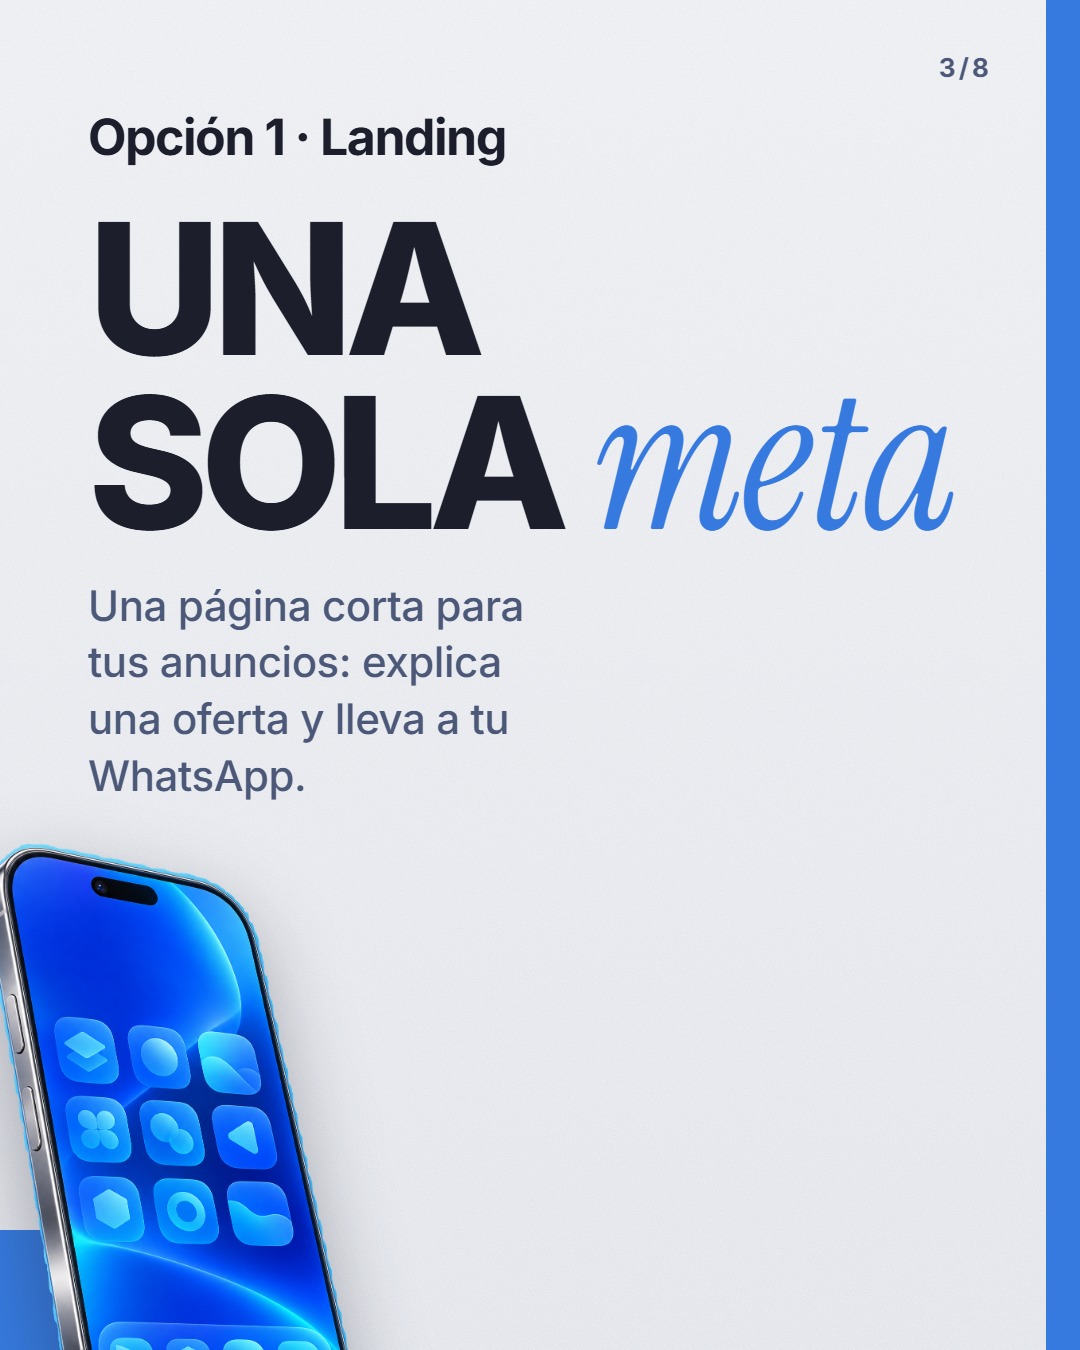 3/8
Opción 1 · Landing
UNA
SOLA meta
Una página corta para
tus anuncios: explica
una oferta y lleva a tu
WhatsApp.